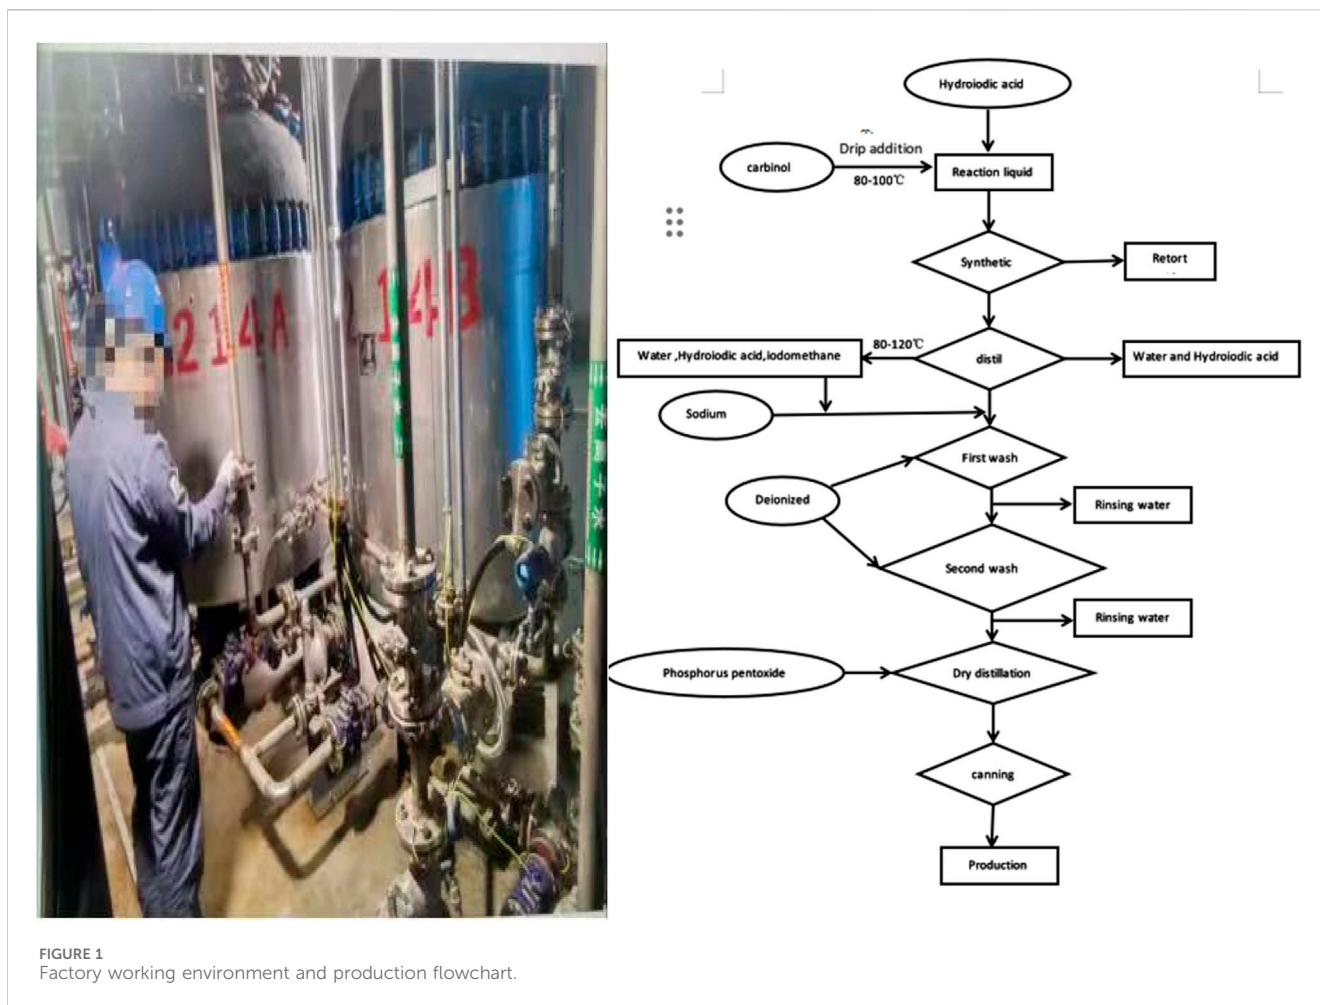 214A
214B
Hydroiodic acid
Drip addition
carbinol
80-100℃
Reaction liquid
Synthetic
Retort
80-120℃
Water ,Hydroiodic acid,iodomethane
distil
Water and Hydroiodic acid
Sodium
First wash
Deionized
Rinsing water
Second wash
Rinsing water
Phosphorus pentoxide
Dry distillation
canning
Production
FIGURE 1
Factory working environment and production flowchart.